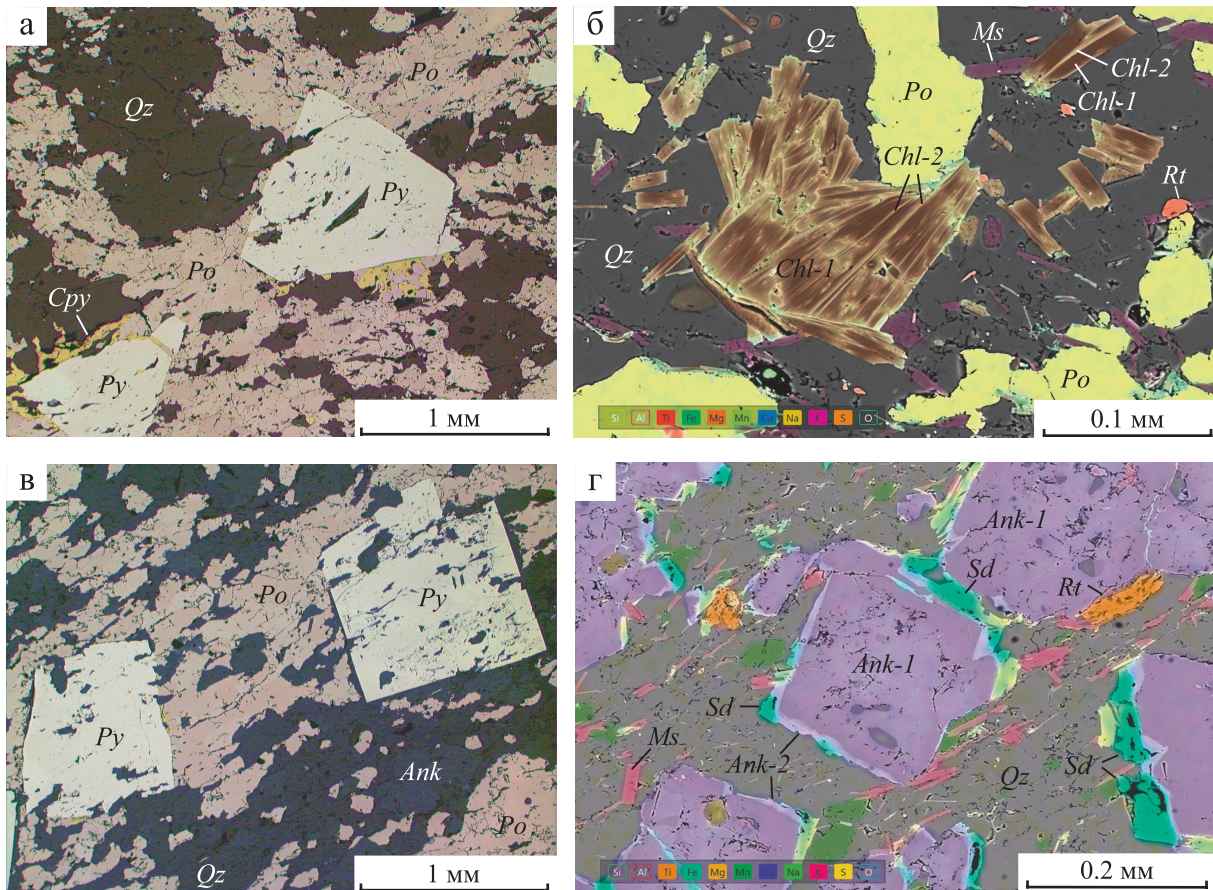 а
Po
Qz
Py
Po
Cpy
Py
1 мм
б
Qz
Ms
Chl-2
Chl-1
Po
Chl-2
Rt
Qz
Chl-1
Po
Si Al Ti Fe Mg Mn Ca Na K S O
0.1 мм
в
Po
Py
Py
Ank
Po
Qz
1 мм
г
Ank-1
Sd
Rt
Ank-1
Sd
Ms
Ank-2
Qz
Sd
Si Al Ti Fe Mg Mn Na K S O
0.2 мм